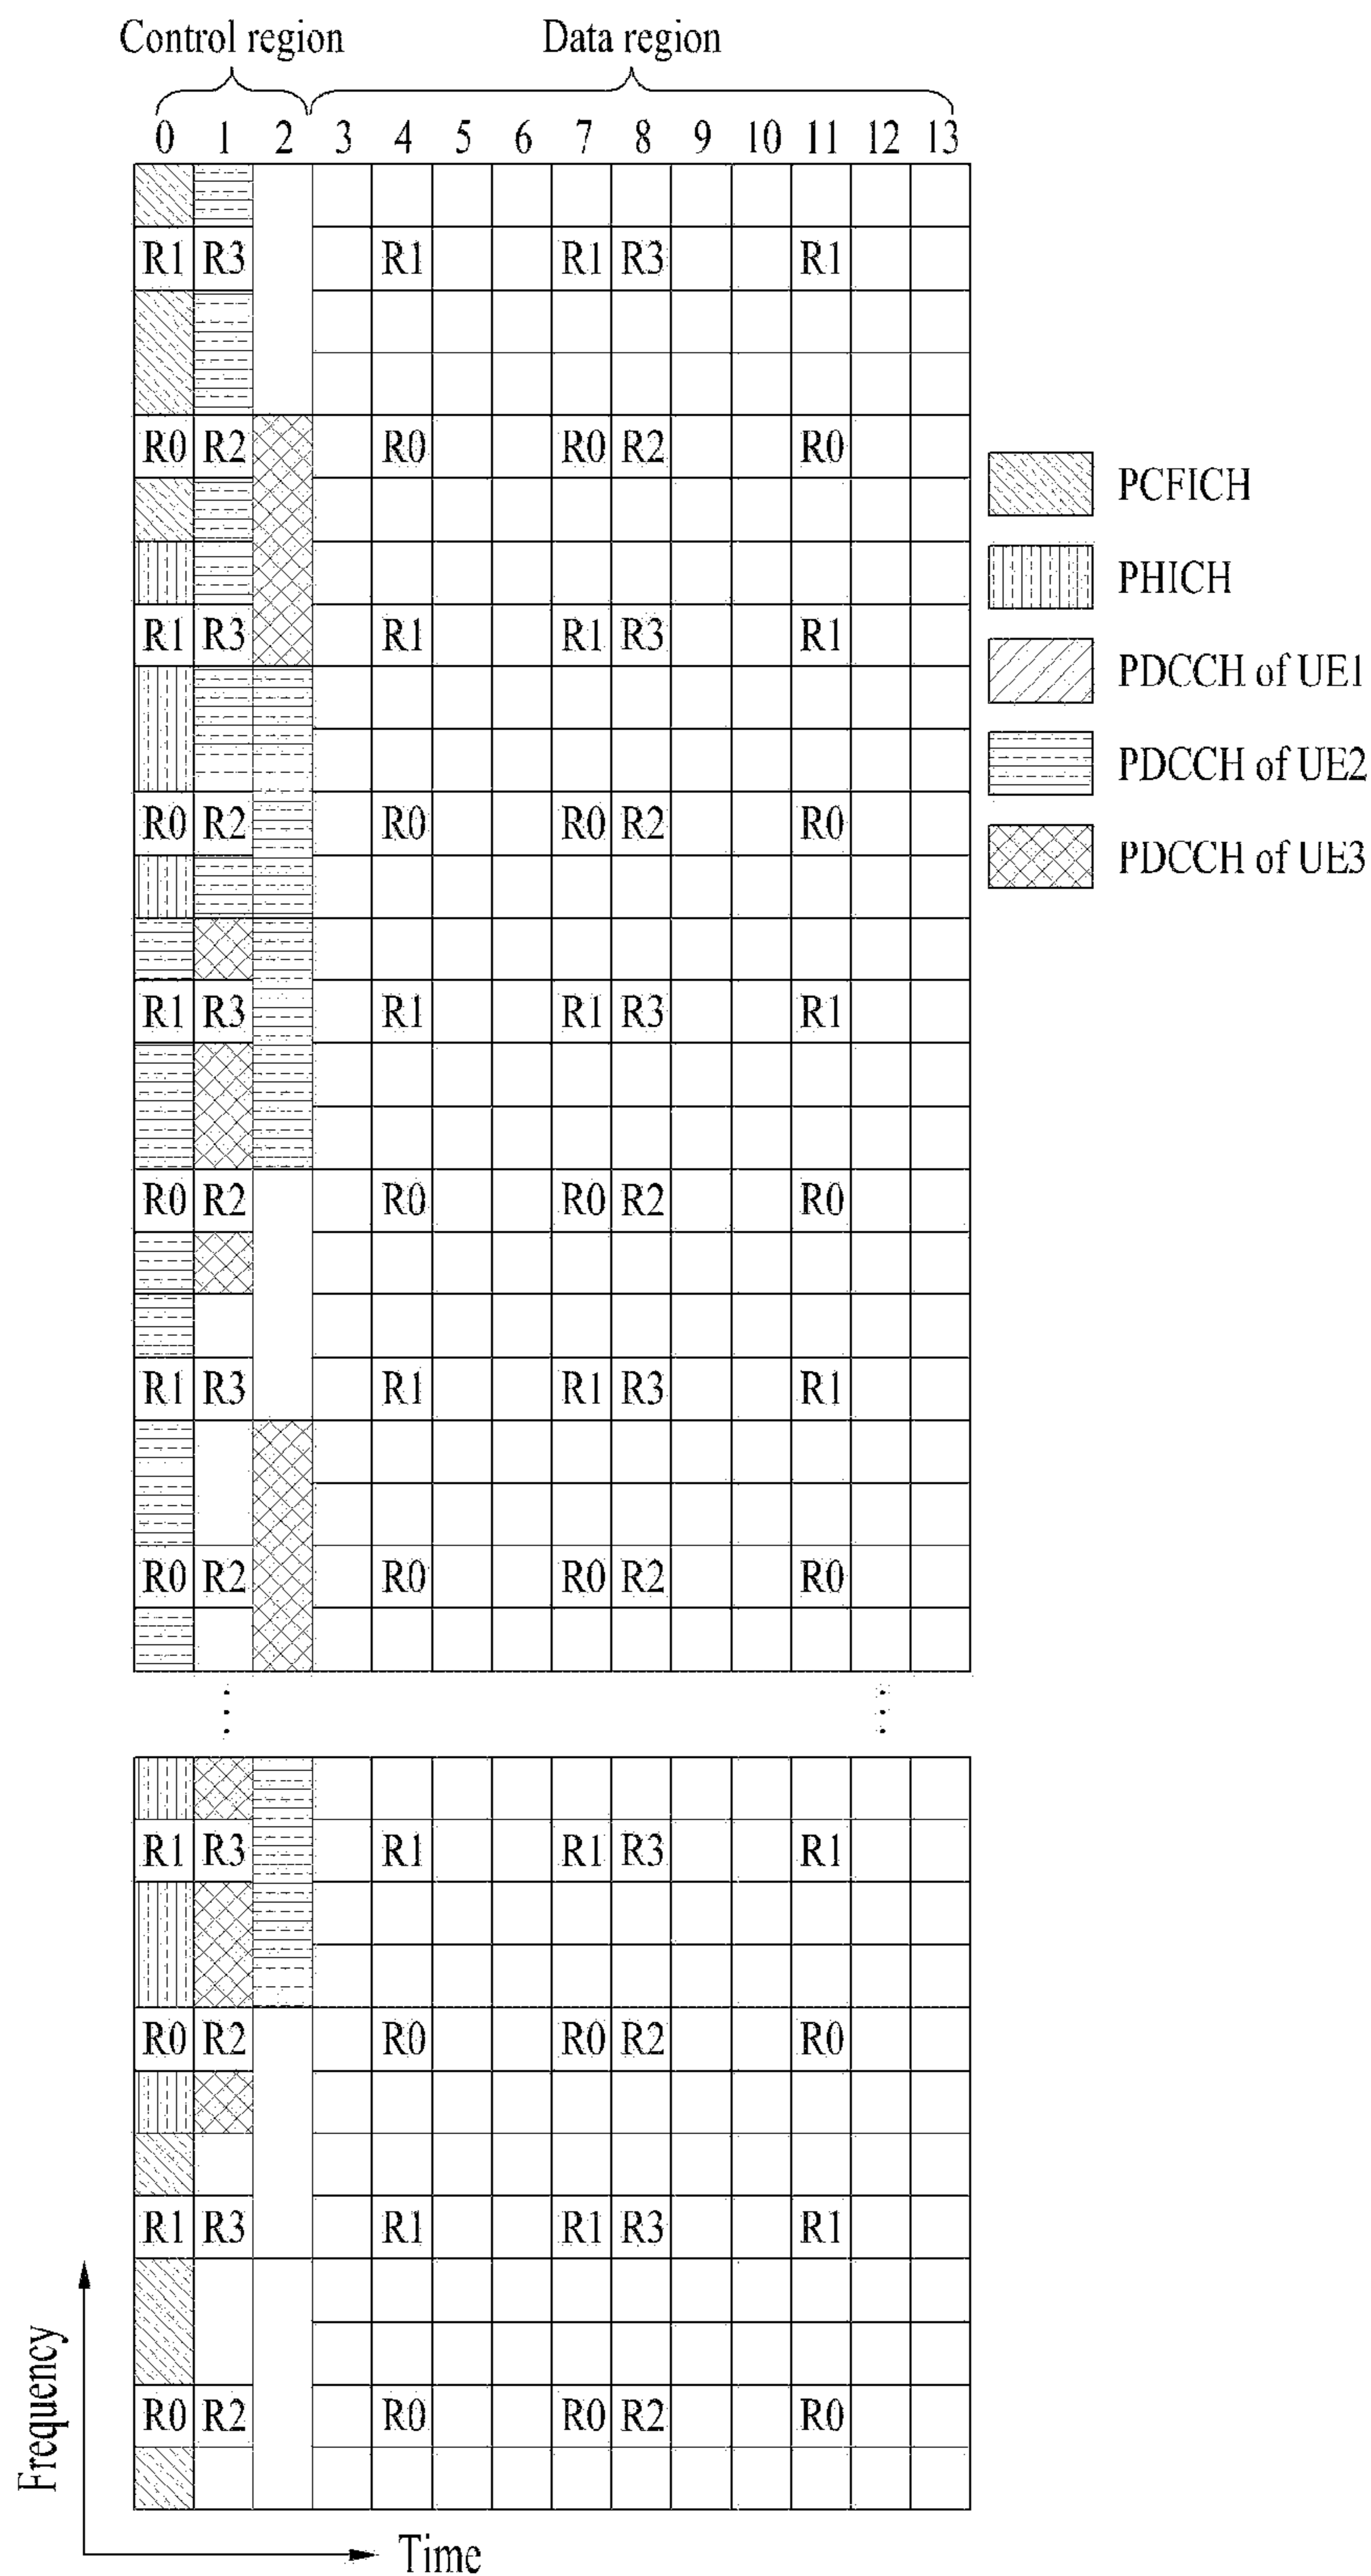 Control region Data region
0 1 2 3 4 5 6 7 8 9 10 11 12 13
R1 R3 R1 R1 R3 R1
R0 R2 R0 R0 R2 R0
R1 R3 R1 R1 R3 R1
R0 R2 R0 R0 R2 R0
R1 R3 R1 R1 R3 R1
R0 R2 R0 R0 R2 R0
R1 R3 R1 R1 R3 R1
R0 R2 R0 R0 R2 R0
PCFICH
PHICH
PDCCH of UE1
PDCCH of UE2
PDCCH of UE3
R1 R3 R1 R1 R3 R1
R0 R2 R0 R0 R2 R0
R1 R3 R1 R1 R3 R1
R0 R2 R0 R0 R2 R0
Frequency
Time